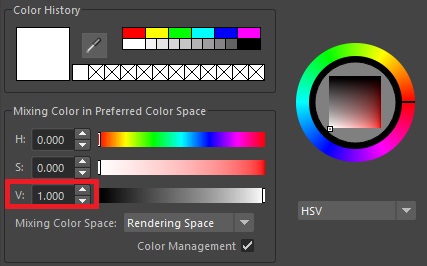 Color History
Mixing Color in Preferred Color Space
H: 0.000
S: 0.000
V: 1.000
HSV
Mixing Color Space: Rendering Space
Color Management